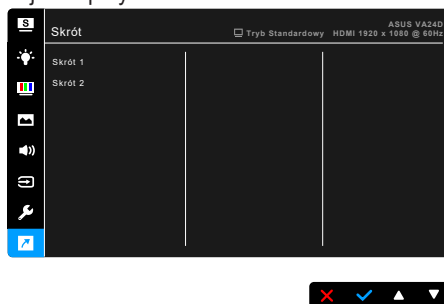 S
ASUS VA24D
Skrót
Tryb Standardowy HDMI 1920 x 1080 @ 60Hz
Skrót 1
Skrót 2